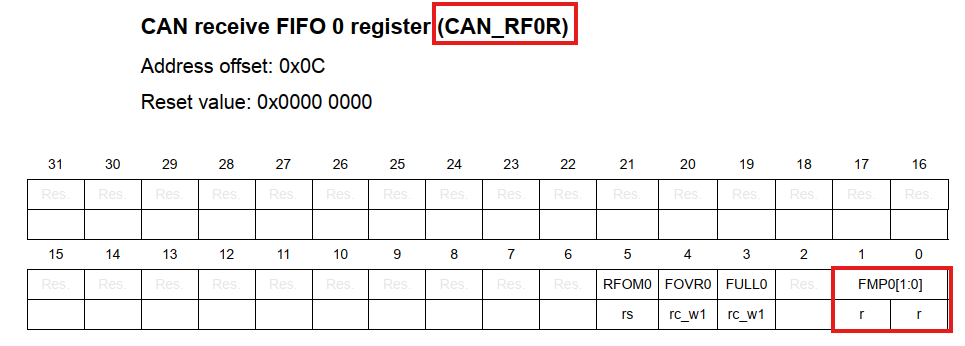 CAN receive FIFO 0 register (CAN_RF0R)
Address offset: 0x0C
Reset value: 0x0000 0000
31 30 29 28 27 26 25 24 23 22 21 20 19 18 17 16
Res. Res. Res. Res. Res. Res. Res. Res. Res. Res. Res. Res. Res. Res. Res. Res.
15 14 13 12 11 10 9 8 7 6 5 4 3 2 1 0
Res. Res. Res. Res. Res. Res. Res. Res. Res. Res. RFOM0 FOVR0 FULL0 Res. FMP0[1:0]
rs rc_w1 rc_w1 r r